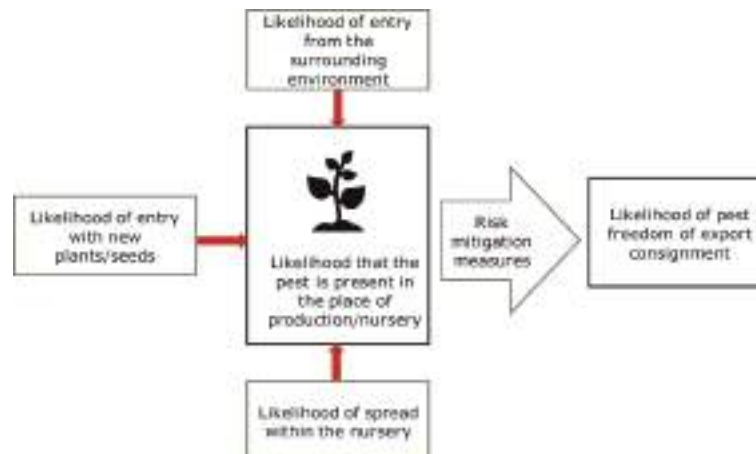 Likelihood of entry
from the
surrounding
environment
Likelihood of entry
with new
plants/seeds
Likelihood that the
pest is present in
the place of
production/nursery
Risk
mitigation
measures
Likelihood of pest
freedom of export
consignment
Likelihood of spread
within the nursery